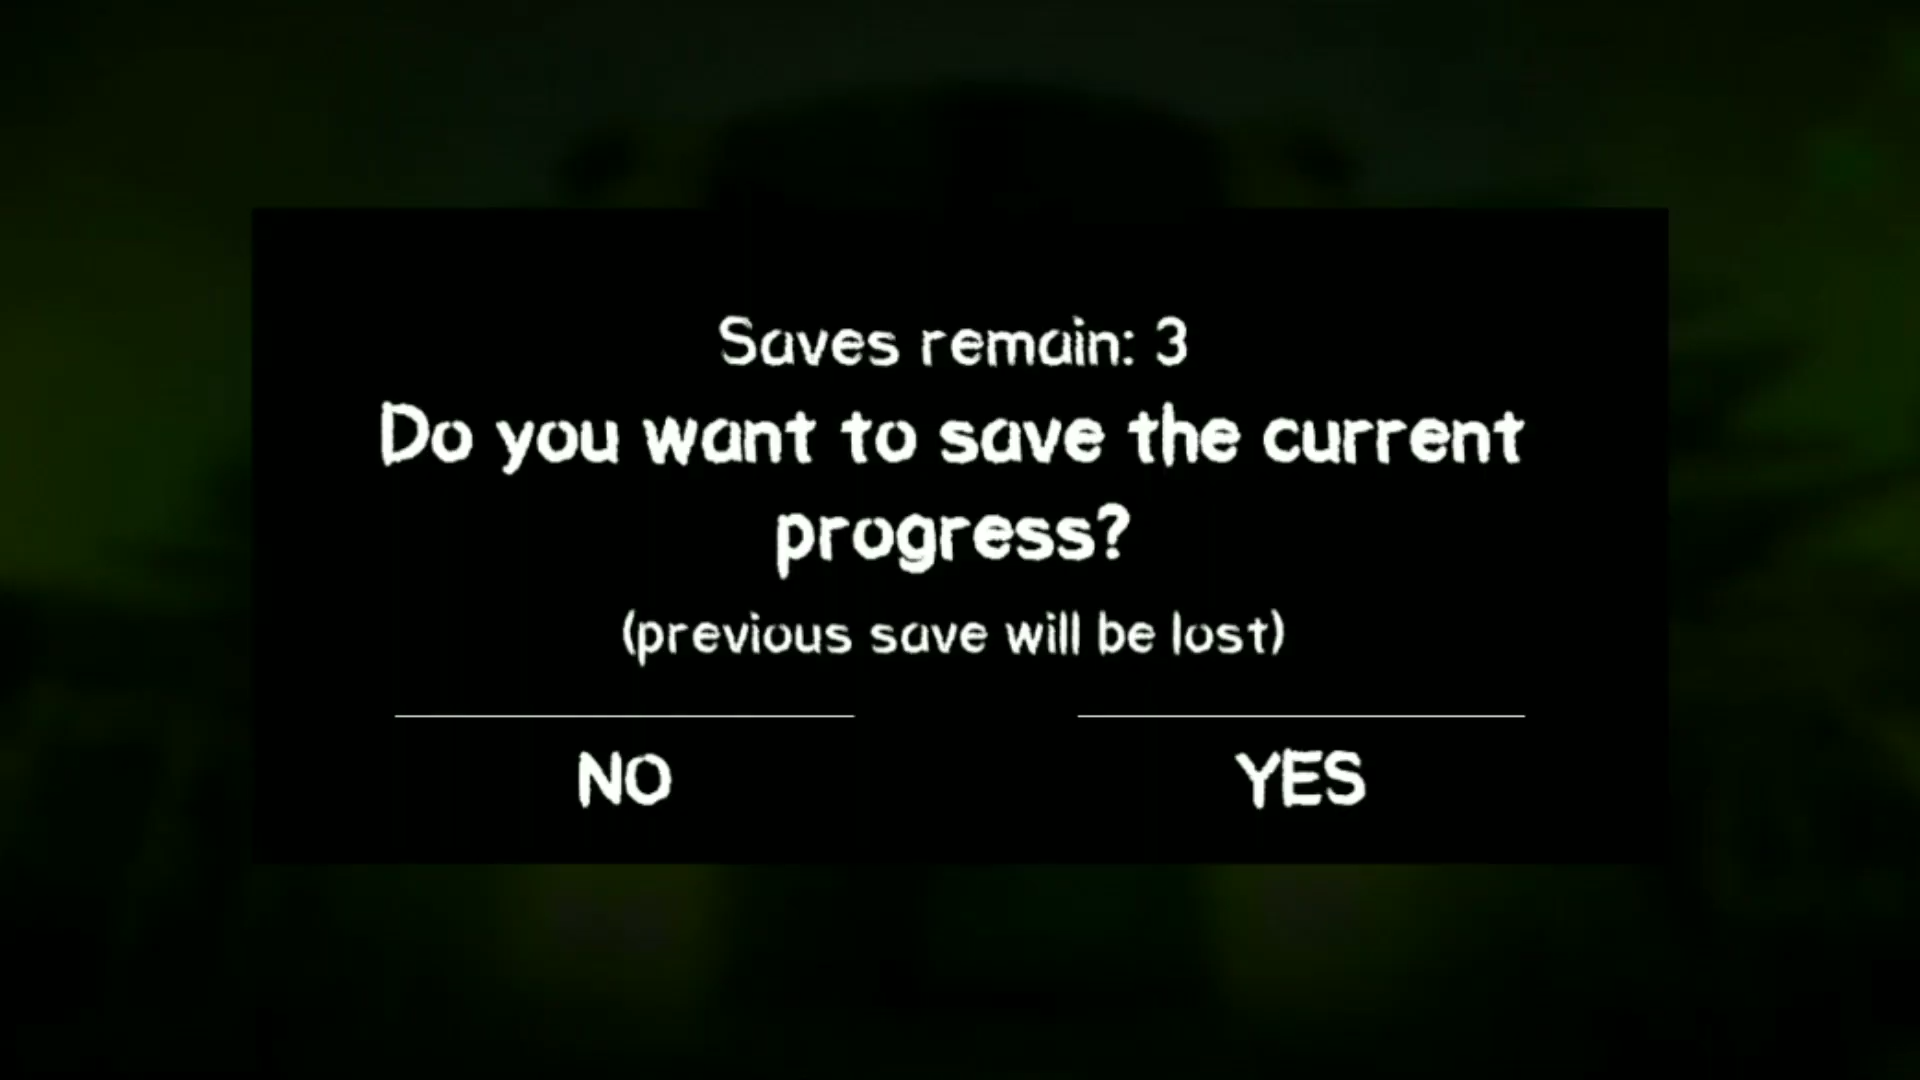 Saves remain: 3
Do you want to save the current
progress?
(previous save will be lost)
NO
YES